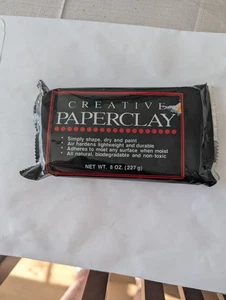 CREATIVE
PAPERCLAY
• Simply shape, dry and paint
• Air hardens lightweight and durable
• Adheres to most any surface when moist
• All natural, biodegradable and non-toxic
NET WT. 8 OZ. (227 g)